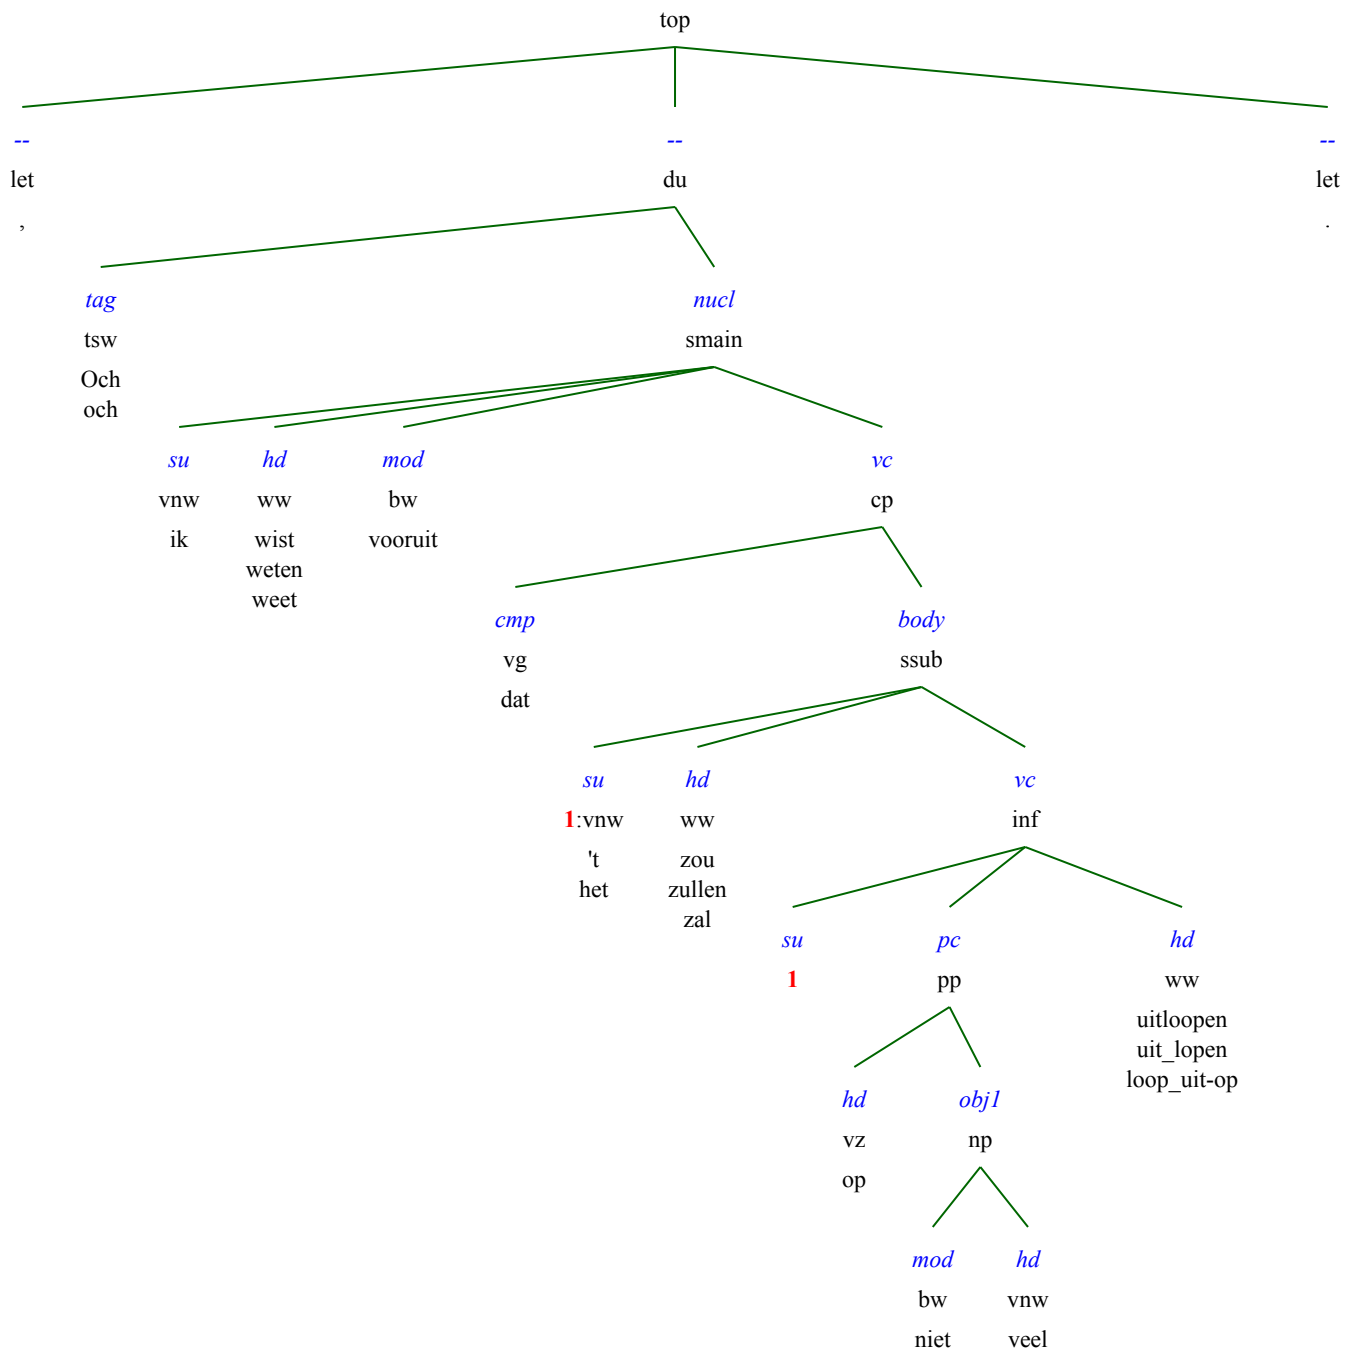 top
-- -- --
let du let
, .
tag nucl
tsw smain
Och
och
su hd mod vc
vnw ww bw cp
ik wist vooruit
weten
weet
cmp body
vg ssub
dat
su hd vc
1:vnw ww inf
't zou
het zullen
zal
su pc hd
1 pp ww
uitloopen
uit_lopen
loop_uit-op
hd obj1
vz np
op
mod hd
bw vnw
niet veel